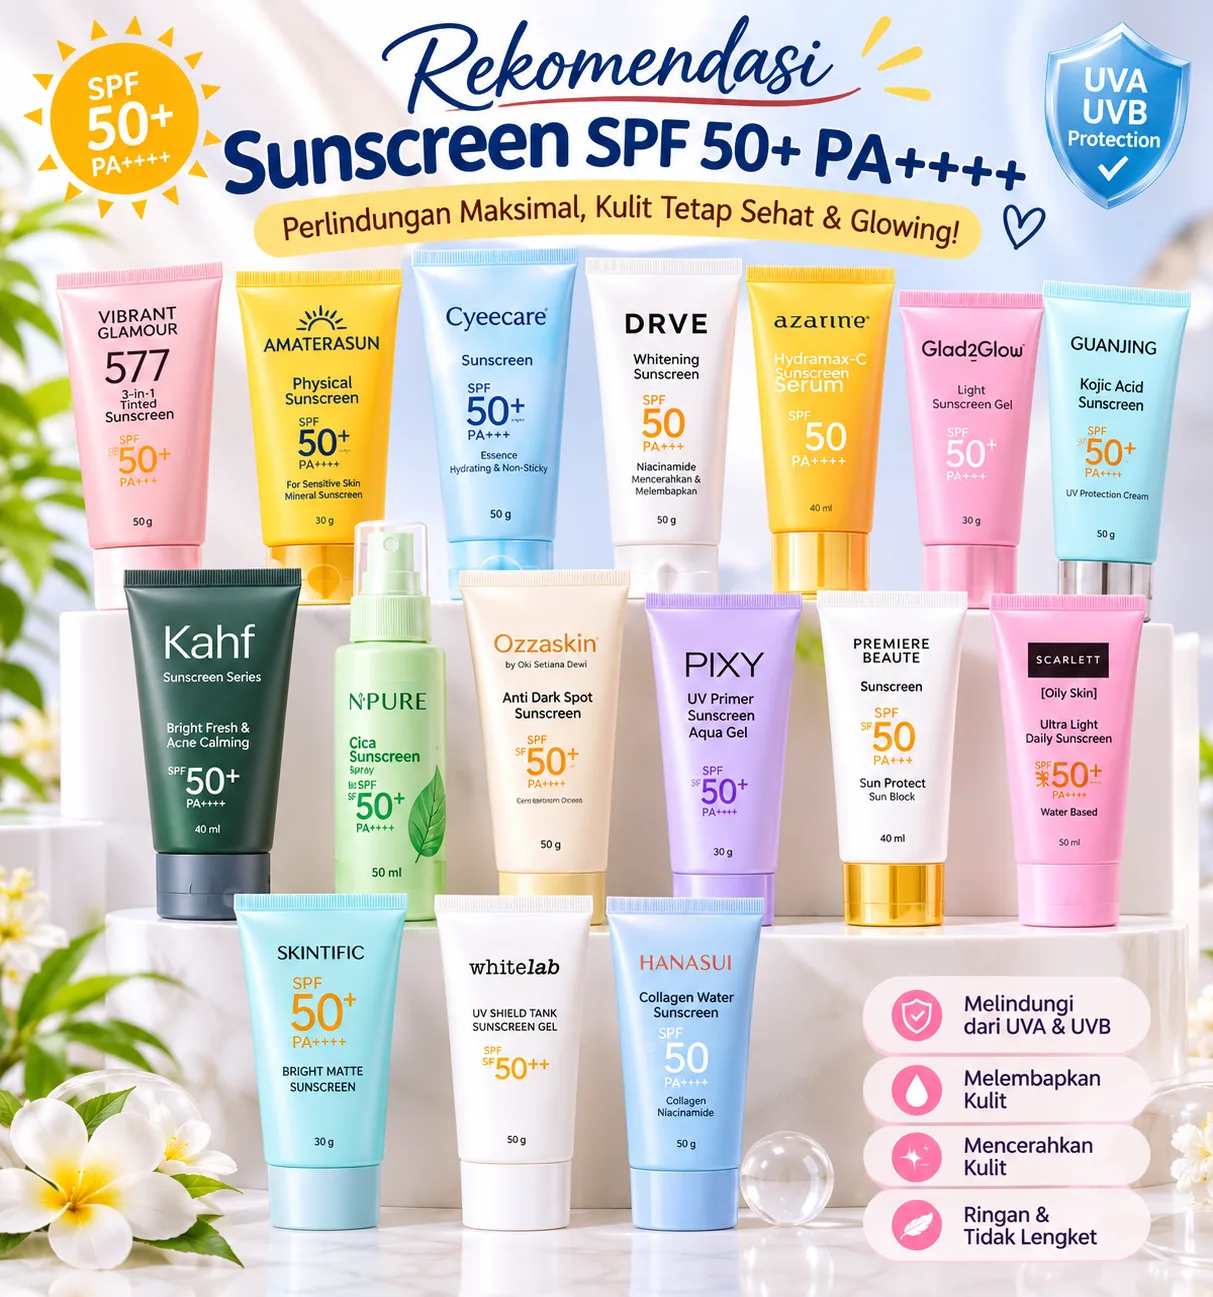 SPF
50+
PA++++
Rekomendasi
Sunscreen SPF 50+ PA++++
Perlindungan Maksimal, Kulit Tetap Sehat & Glowing!
UVA
UVB
Protection
VIBRANT
GLAMOUR
577
3-in-1
Tinted
Sunscreen
SPF
50+
PA+++
50 g
AMATERASUN
Physical
Sunscreen
SPF
50+
PA++++
For Sensitive Skin
Mineral Sunscreen
30 g
Cyeecare®
Sunscreen
SPF
50+
PA+++
Essence
Hydrating & Non-Sticky
50 g
DRVE
Whitening
Sunscreen
SPF
50
PA+++
Niacinamide
Mencerahkan &
Melembapkan
50 g
azarine®
Hydramax-C
Sunscreen
Serum
SPF
50
PA++++
40 ml
Glad2Glow
Light
Sunscreen Gel
SPF
50+
PA++++
30 g
GUANJING
Kojic Acid
Sunscreen
SPF
50+
PA++++
UV Protection Cream
50 g
Kahf
Sunscreen Series
Bright Fresh &
Acne Calming
SPF 50+
PA++++
40 ml
N'PURE
Cica
Sunscreen
Spray
SPF
50+
PA++++
50 ml
Ozzaskin
by Oki Setiana Dewi
Anti Dark Spot
Sunscreen
SPF
50+
PA++++
50 g
PIXY
UV Primer
Sunscreen
Aqua Gel
SPF
50+
PA++++
30 g
PREMIERE
BEAUTE
Sunscreen
SPF
SF 50
PA+++
Sun Protect
Sun Block
40 ml
SCARLETT
[Oily Skin]
Ultra Light
Daily Sunscreen
SPF 50+
PA++++
Water Based
50 ml
SKINTIFIC
SPF
50+
PA++++
BRIGHT MATTE
SUNSCREEN
30 g
whitelab
UV SHIELD TANK
SUNSCREEN GEL
SPF
SF 50++
50 g
HANASUI
Collagen Water
Sunscreen
SPF
50
PA++++
Collagen
Niacinamide
50 g
Melindungi
dari UVA & UVB
Melembapkan
Kulit
Mencerahkan
Kulit
Ringan &
Tidak Lengket